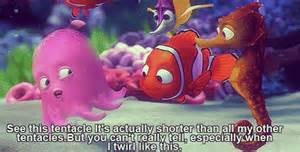 See this tentacle It's actually shorter than all my other
tentacles.But you can't really tell, especially when
I twirl like this.